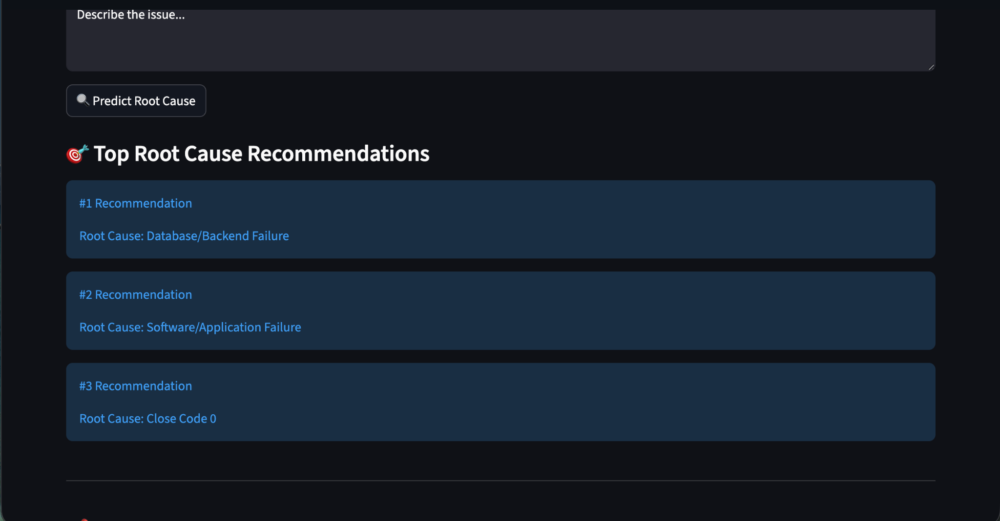 Describe the issue...
Predict Root Cause
Top Root Cause Recommendations
#1 Recommendation
Root Cause: Database/Backend Failure
#2 Recommendation
Root Cause: Software/Application Failure
#3 Recommendation
Root Cause: Close Code 0